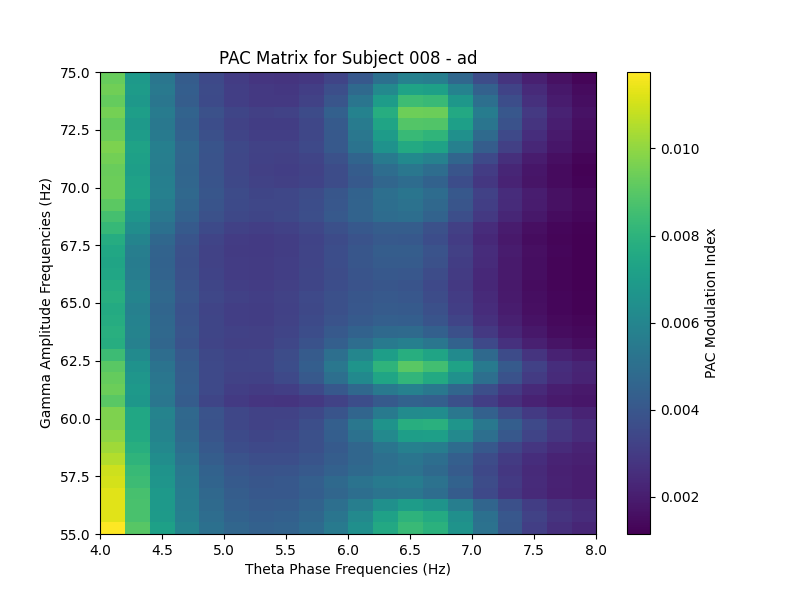 PAC Matrix for Subject 008 - ad
75.0
72.5
70.0
67.5
65.0
62.5
60.0
57.5
55.0
Gamma Amplitude Frequencies (Hz)
4.0 4.5 5.0 5.5 6.0 6.5 7.0 7.5 8.0
Theta Phase Frequencies (Hz)
0.010
0.008
0.006
0.004
0.002
PAC Modulation Index